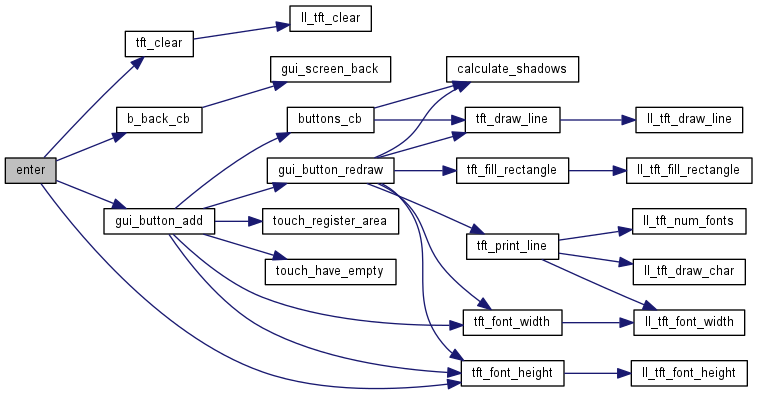 enter
tft_clear
ll_tft_clear
b_back_cb
gui_screen_back
gui_button_add
buttons_cb
calculate_shadows
tft_draw_line
ll_tft_draw_line
gui_button_redraw
tft_fill_rectangle
ll_tft_fill_rectangle
touch_register_area
touch_have_empty
tft_print_line
ll_tft_num_fonts
ll_tft_draw_char
tft_font_width
ll_tft_font_width
tft_font_height
ll_tft_font_height